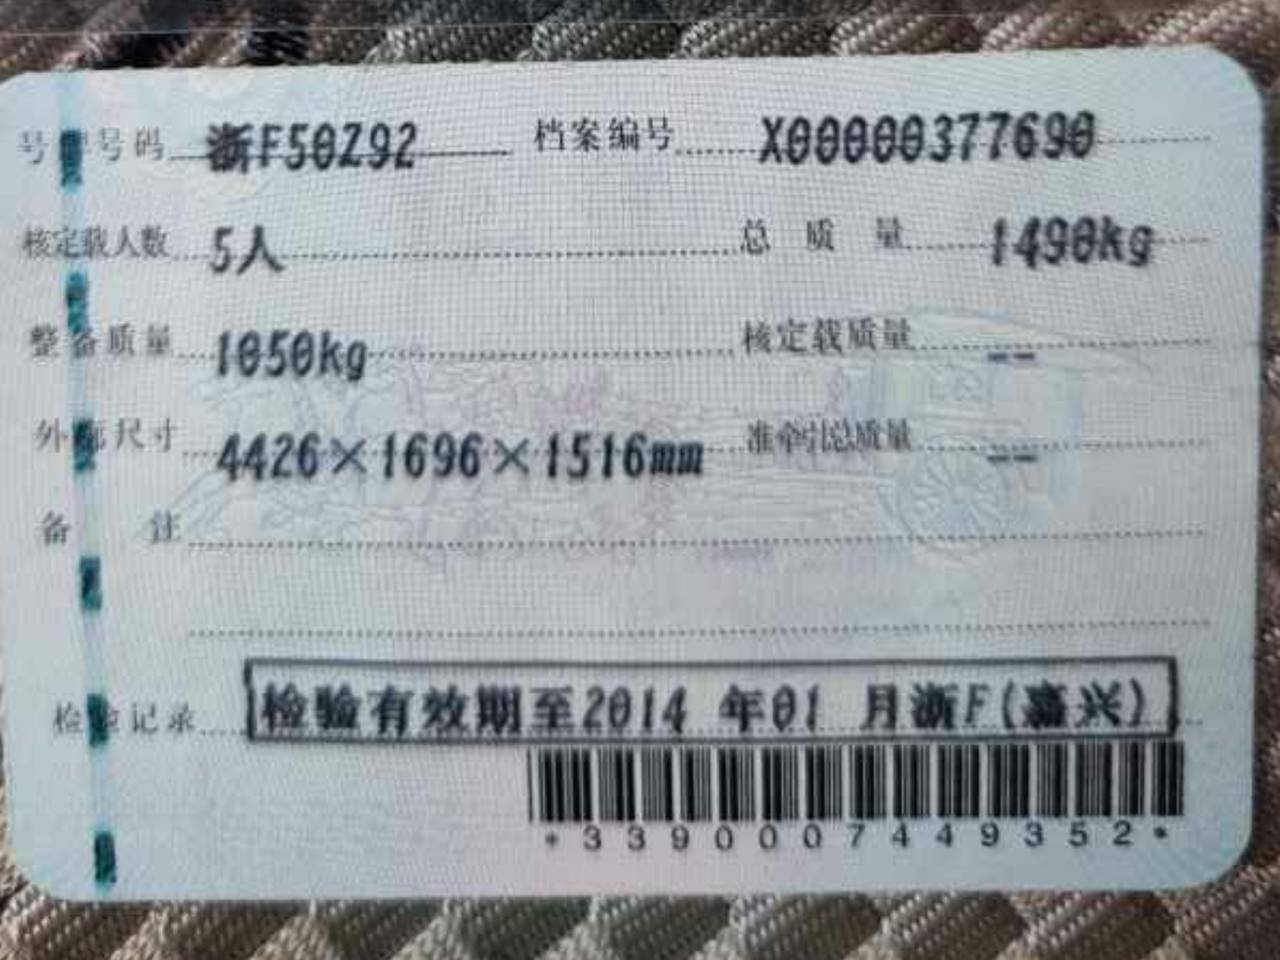 号牌号码 浙F50Z92 档案编号 X00000377690
核定载人数 5人 总质量 1490kg
整备质量 1050kg 核定载质量 --
外廓尺寸 4426×1696×1516mm 准牵引总质量 --
备注
检验记录 检验有效期至2014 年01 月浙F(嘉兴)
*3390007449352*